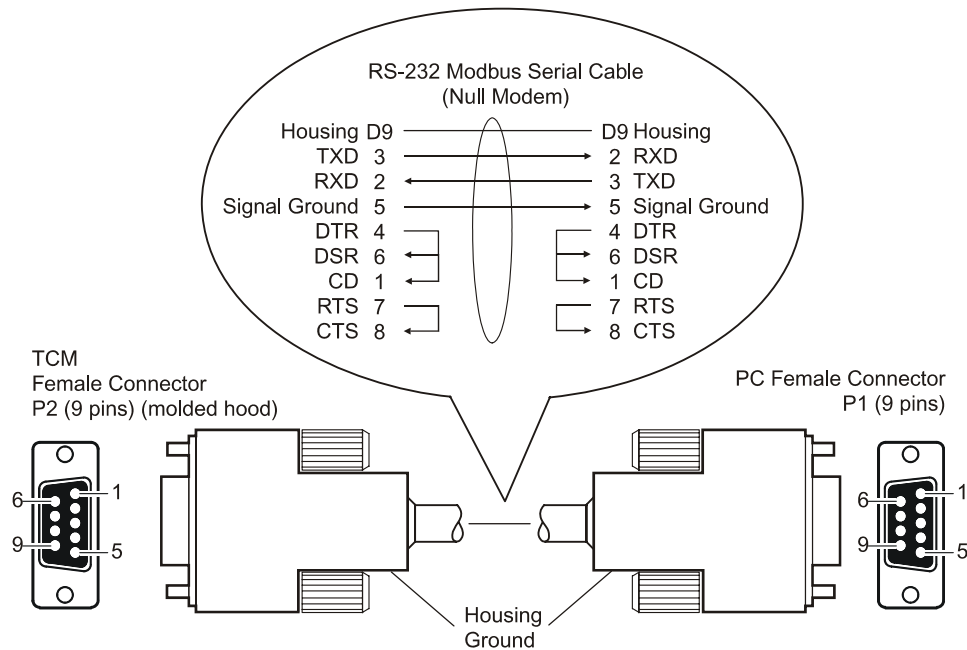 RS-232 Modbus Serial Cable
(Null Modem)
Housing D9 D9 Housing
TXD 3 2 RXD
RXD 2 3 TXD
Signal Ground 5 5 Signal Ground
DTR 4 4 DTR
DSR 6 6 DSR
CD 1 1 CD
RTS 7 7 RTS
CTS 8 8 CTS
TCM
Female Connector
P2 (9 pins) (molded hood)
PC Female Connector
P1 (9 pins)
6 1
9 5
6 1
9 5
Housing
Ground